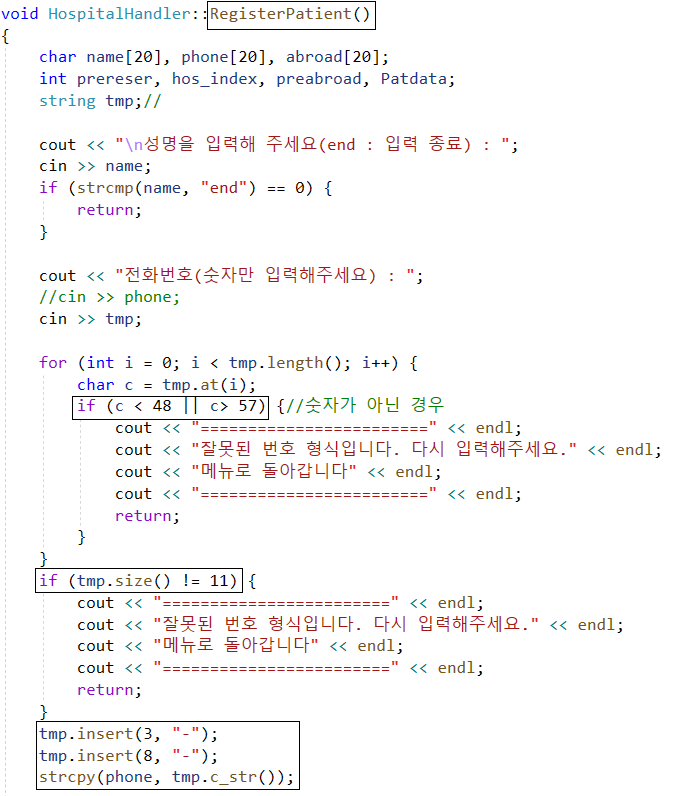 void HospitalHandler::RegisterPatient()
{
    char name[20], phone[20], abroad[20];
    int prereser, hos_index, preabroad, Patdata;
    string tmp;//
    cout << "\n성명을 입력해 주세요(end : 입력 종료) : ";
    cin >> name;
    if (strcmp(name, "end") == 0) {
        return;
    }
    cout << "전화번호(숫자만 입력해주세요) : ";
    //cin >> phone;
    cin >> tmp;
    for (int i = 0; i < tmp.length(); i++) {
        char c = tmp.at(i);
        if (c < 48 || c> 57) {//숫자가 아닌 경우
            cout << "========================" << endl;
            cout << "잘못된 번호 형식입니다. 다시 입력해주세요." << endl;
            cout << "메뉴로 돌아갑니다" << endl;
            cout << "========================" << endl;
            return;
        }
    }
    if (tmp.size() != 11) {
        cout << "========================" << endl;
        cout << "잘못된 번호 형식입니다. 다시 입력해주세요." << endl;
        cout << "메뉴로 돌아갑니다" << endl;
        cout << "========================" << endl;
        return;
    }
    tmp.insert(3, "-");
    tmp.insert(8, "-");
    strcpy(phone, tmp.c_str());